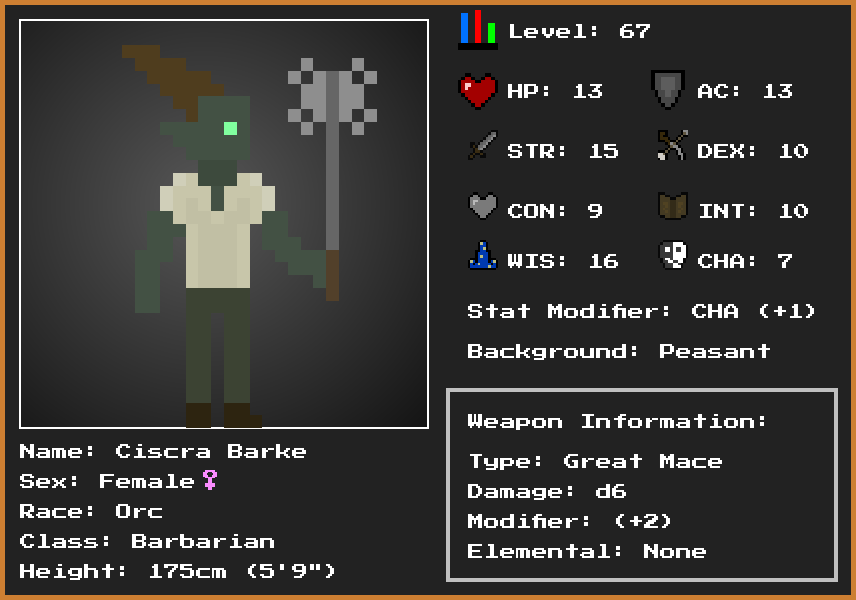 Level: 67
HP: 13 AC: 13
STR: 15 DEX: 10
CON: 9 INT: 10
WIS: 16 CHA: 7
Stat Modifier: CHA (+1)
Background: Peasant
Weapon Information:
Type: Great Mace
Damage: d6
Modifier: (+2)
Elemental: None
Name: Ciscra Barke
Sex: Female♀
Race: Orc
Class: Barbarian
Height: 175cm (5'9")